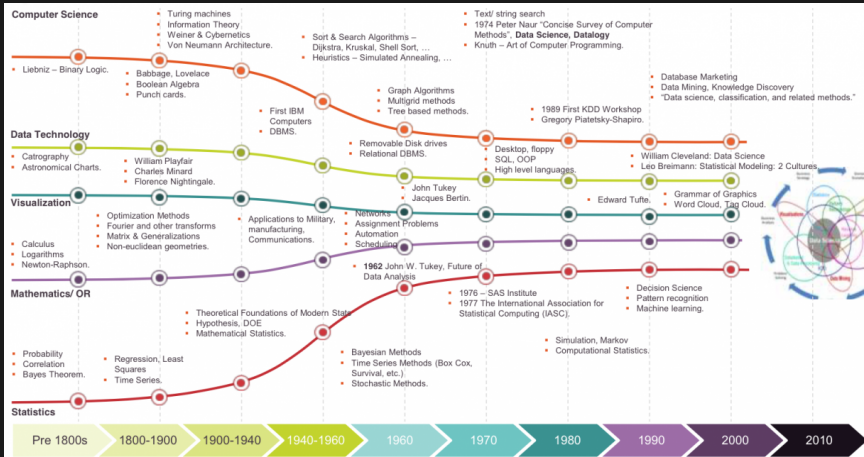 Computer Science
Turing machines
Information Theory
Weiner & Cybernetics
Von Neumann Architecture.
Sort & Search Algorithms –
Dijkstra, Kruskal, Shell Sort, …
Heuristics – Simulated Annealing, …
Text/ string search
1974 Peter Naur “Concise Survey of Computer
Methods”, Data Science, Datalogy
Knuth – Art of Computer Programming.
Liebniz – Binary Logic.
Babbage, Lovelace
Boolean Algebra
Punch cards.
First IBM
Computers
DBMS.
Graph Algorithms
Multigrid methods
Tree based methods.
1989 First KDD Workshop
Gregory Piatetsky-Shapiro.
Database Marketing
Data Mining, Knowledge Discovery
“Data science, classification, and related methods.”
Data Technology
Catrography
Astronomical Charts.
William Playfair
Charles Minard
Florence Nightingale.
Removable Disk drives
Relational DBMS.
Desktop, floppy
SQL, OOP
High level languages.
William Cleveland: Data Science
Leo Breimann: Statistical Modeling: 2 Cultures.
John Tukey
Jacques Bertin.
Edward Tufte.
Grammar of Graphics
Word Cloud, Tag Cloud.
Visualization
Calculus
Logarithms
Newton-Raphson.
Optimization Methods
Fourier and other transforms
Matrix & Generalizations
Non-euclidean geometries.
Applications to Military,
manufacturing,
Communications.
Networks
Assignment Problems
Automation
Scheduling
1962 John W. Tukey, Future of
Data Analysis
Mathematics/ OR
Theoretical Foundations of Modern Stats
Hypothesis, DOE
Mathematical Statistics.
1976 – SAS Institute
1977 The International Association for
Statistical Computing (IASC).
Decision Science
Pattern recognition
Machine learning.
Probability
Correlation
Bayes Theorem.
Regression, Least
Squares
Time Series.
Bayesian Methods
Time Series Methods (Box Cox,
Survival, etc.)
Stochastic Methods.
Simulation, Markov
Computational Statistics.
Statistics
Data Science
Visualization
Data Mining
Pre 1800s
1800-1900
1900-1940
1940-1960
1960
1970
1980
1990
2000
2010